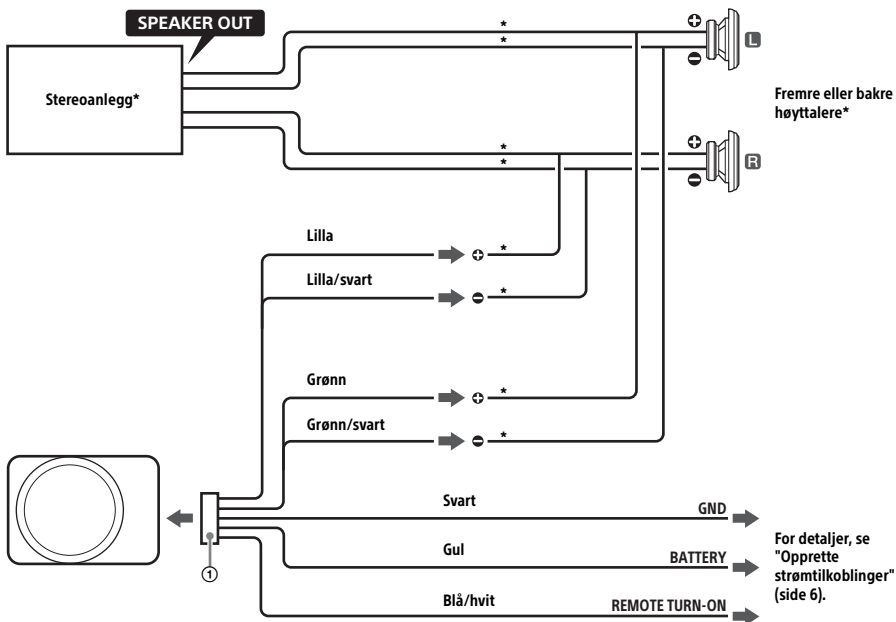 SPEAKER OUT
Stereoanlegg*
*
*
L
Fremre eller bakre
høyttalere*
*
*
R
Lilla
*
Lilla/svart
*
Grønn
*
Grønn/svart
*
Svart
GND
Gul
BATTERY
Blå/hvit
REMOTE TURN-ON
①
For detaljer, se
"Opprette
strømtilkoblinger"
(side 6).